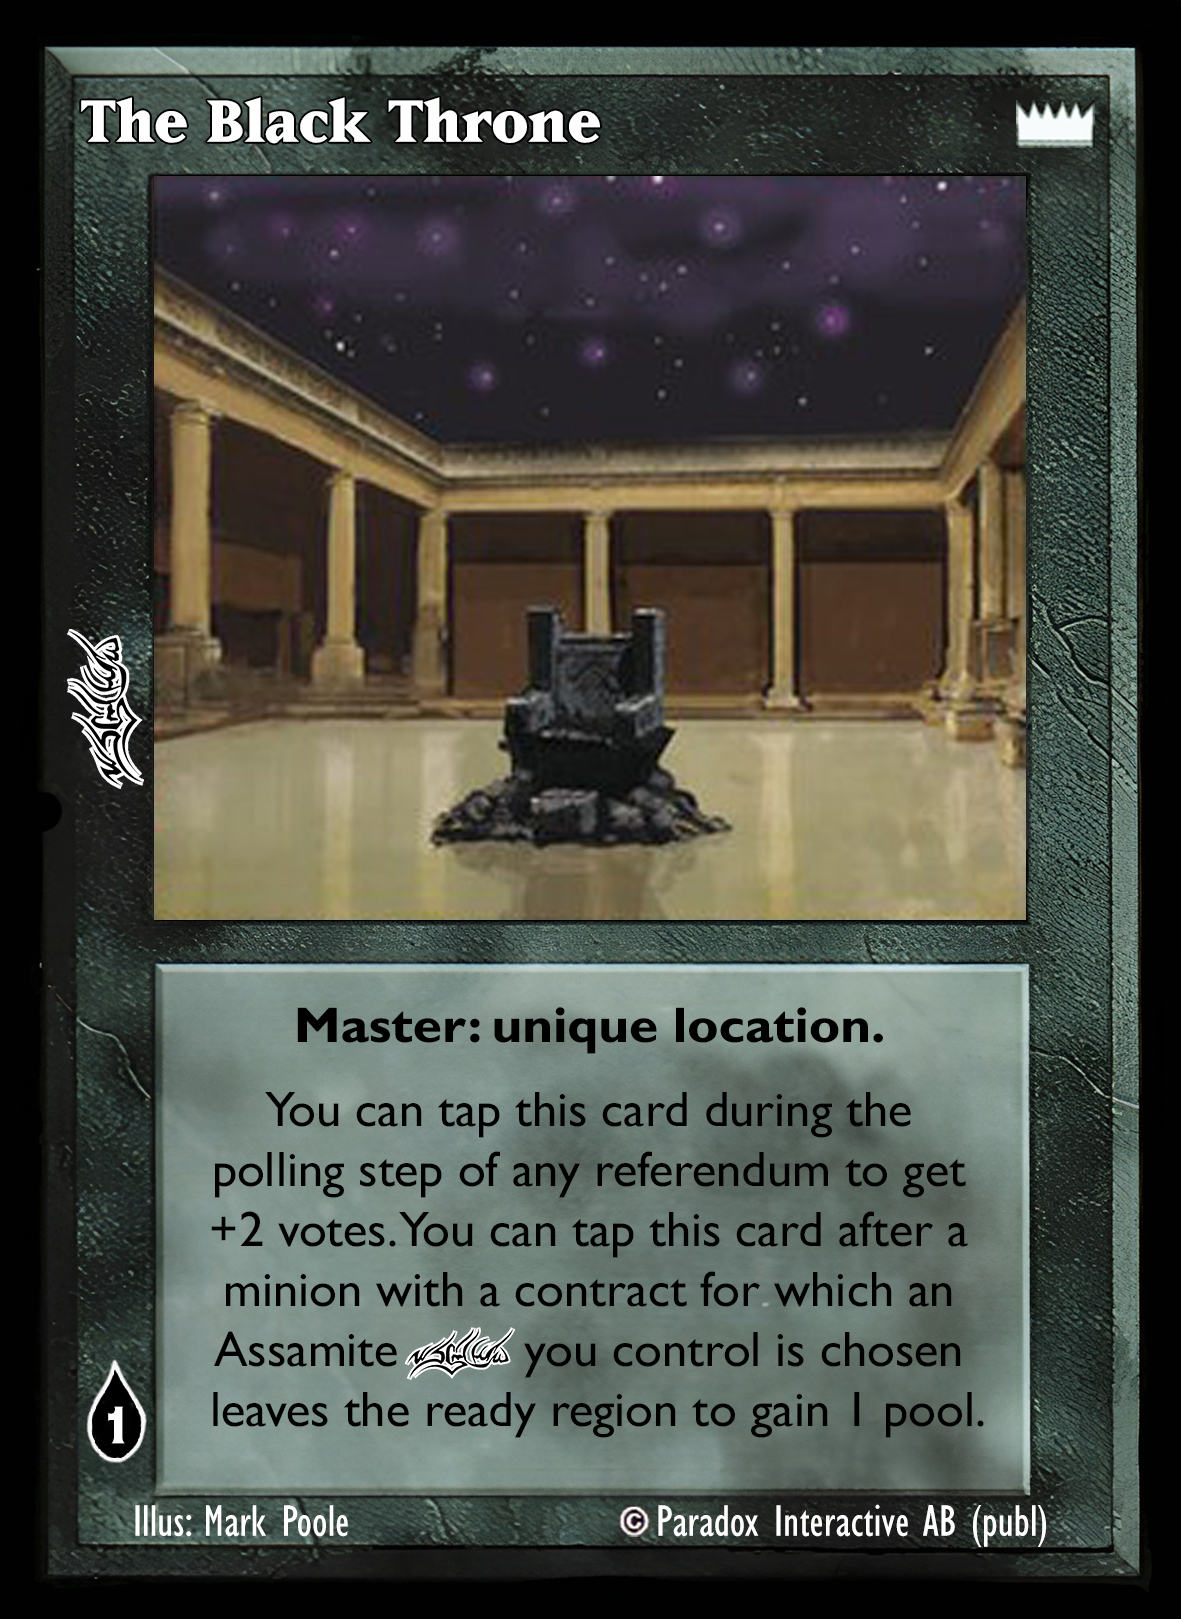 The Black Throne
Master: unique location.
You can tap this card during the
polling step of any referendum to get
+2 votes. You can tap this card after a
minion with a contract for which an
Assamite you control is chosen
leaves the ready region to gain 1 pool.
1
Illus: Mark Poole
© Paradox Interactive AB (publ)